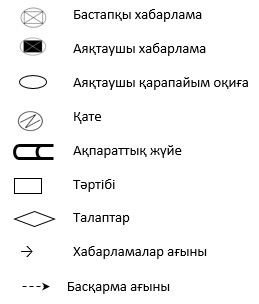 Бастапқы хабарлама
Аяқтаушы хабарлама
Аяқтаушы қарапайым оқиға
Қате
Ақпараттық жүйе
Тәртібі
Талаптар
Хабарламалар ағыны
Басқарма ағыны